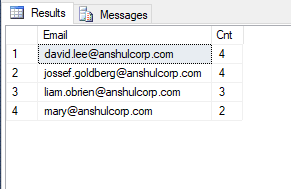 Results Messages
Email Cnt
1 david.lee@anshulcorp.com 4
2 jossef.goldberg@anshulcorp.com 4
3 liam.obrien@anshulcorp.com 3
4 mary@anshulcorp.com 2